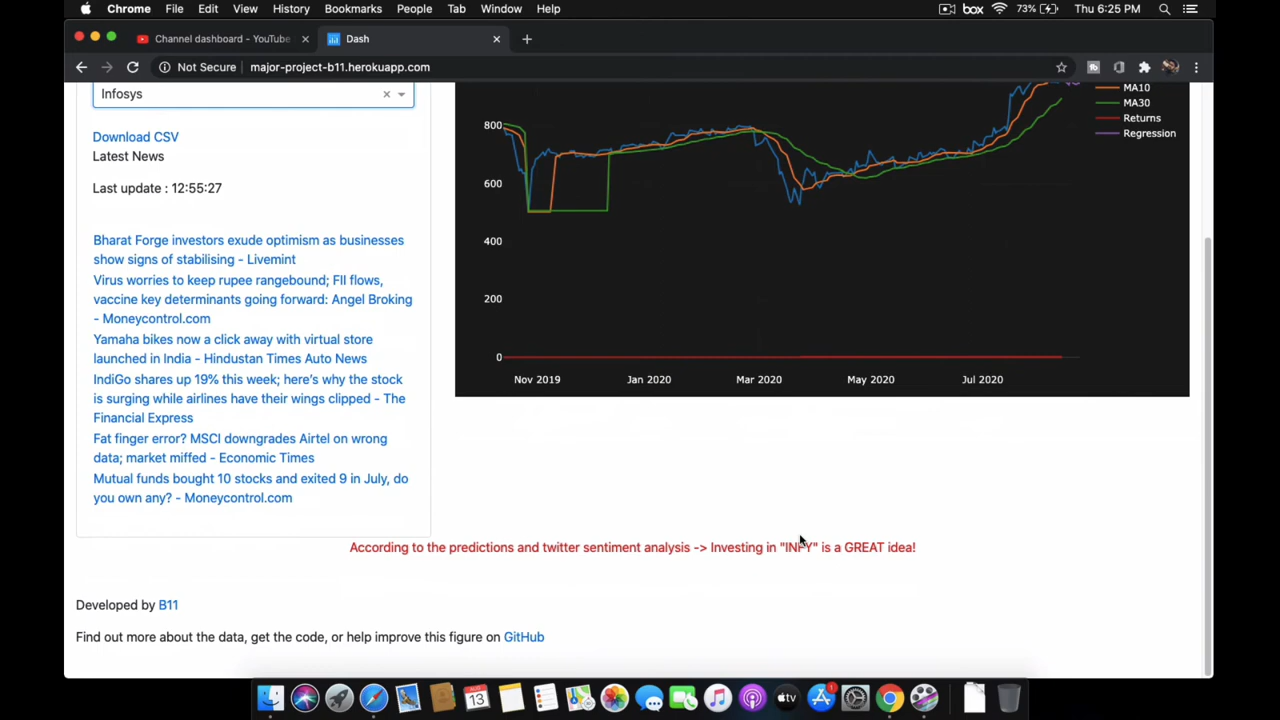 Chrome File Edit View History Bookmarks People Tab Window Help box 73% Thu 6:25 PM
Channel dashboard - YouTube Dash
Not Secure major-project-b11.herokuapp.com
Infosys
Download CSV
Latest News
Last update : 12:55:27
Bharat Forge investors exude optimism as businesses
show signs of stabilising - Livemint
Virus worries to keep rupee rangebound; FII flows,
vaccine key determinants going forward: Angel Broking
- Moneycontrol.com
Yamaha bikes now a click away with virtual store
launched in India - Hindustan Times Auto News
IndiGo shares up 19% this week; here's why the stock
is surging while airlines have their wings clipped - The
Financial Express
Fat finger error? MSCI downgrades Airtel on wrong
data; market miffed - Economic Times
Mutual funds bought 10 stocks and exited 9 in July, do
you own any? - Moneycontrol.com
MA10
MA30
Returns
Regression
800
600
400
200
0
Nov 2019 Jan 2020 Mar 2020 May 2020 Jul 2020
According to the predictions and twitter sentiment analysis -> Investing in "INFY" is a GREAT idea!
Developed by B11
Find out more about the data, get the code, or help improve this figure on GitHub
13
tv
1